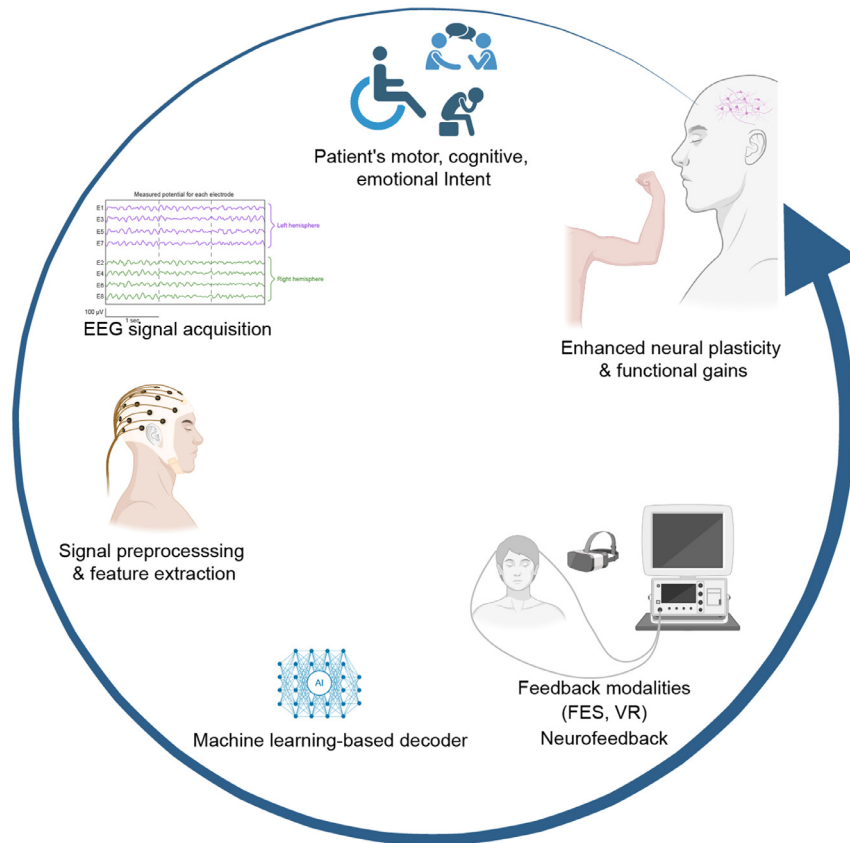 Patient's motor, cognitive,
emotional Intent
Measured potential for each electrode
E1
E3
E5
E7
Left hemisphere
E2
E4
E6
E8
Right hemisphere
100 µV
1 sec
EEG signal acquisition
Enhanced neural plasticity
& functional gains
Signal preprocesssing
& feature extraction
AI
Machine learning-based decoder
Feedback modalities
(FES, VR)
Neurofeedback